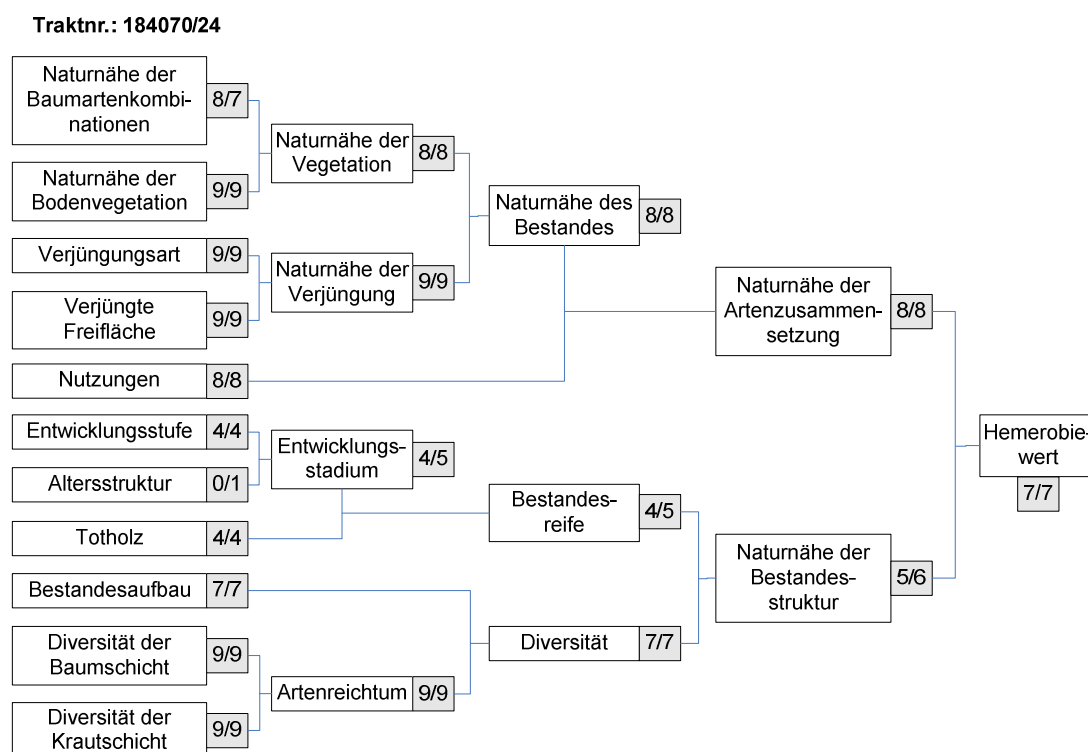 Traktnr.: 184070/24
Naturnähe der
Baumartenkombi-
nationen
8/7
Naturnähe der
Bodenvegetation
9/9
Verjüngungsart
9/9
Verjüngte
Freifläche
9/9
Nutzungen
8/8
Entwicklungsstufe
4/4
Altersstruktur
0/1
Totholz
4/4
Bestandesaufbau
7/7
Diversität der
Baumschicht
9/9
Diversität der
Krautschicht
9/9
Naturnähe der
Vegetation
8/8
Naturnähe der
Verjüngung
9/9
Entwicklungs-
stadium
4/5
Artenreichtum
9/9
Naturnähe des
Bestandes
8/8
Bestandes-
reife
4/5
Diversität
7/7
Naturnähe der
Artenzusammen-
setzung
8/8
Naturnähe der
Bestandes-
struktur
5/6
Hemerobie-
wert
7/7